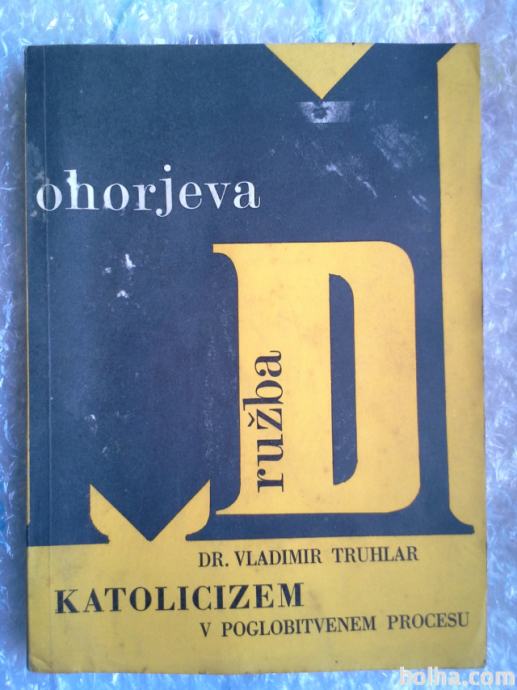 ohorjeva
D
ružba
DR. VLADIMIR TRUHLAR
KATOLICIZEM
V POGLOBITVENEM PROCESU
bolha.com